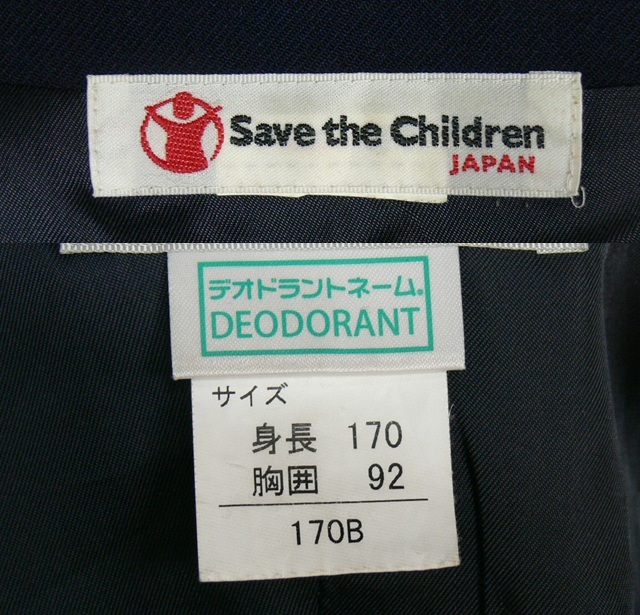 Save the Children
JAPAN
デオドラントネーム®
DEODORANT
サイズ
身長 170
胸囲 92
170B